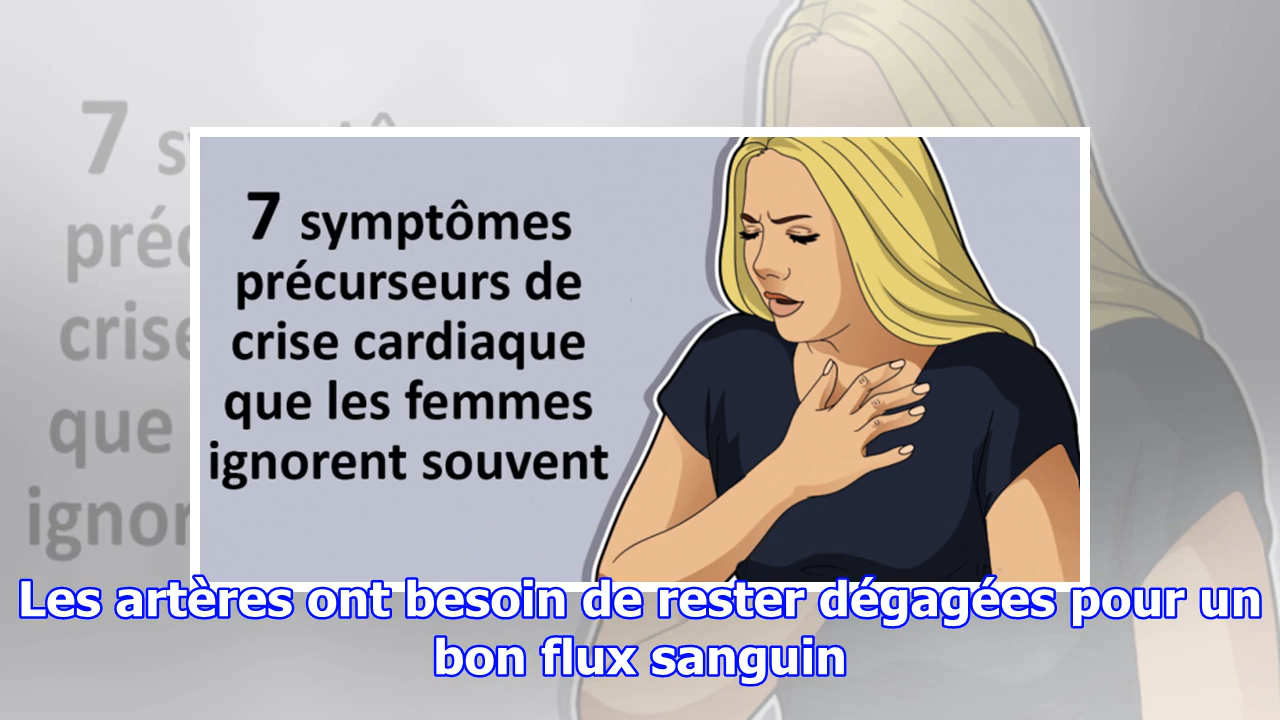 7 symptômes
précurseurs de
crise cardiaque
que les femmes
ignorent souvent
Les artères ont besoin de rester dégagées pour un
bon flux sanguin